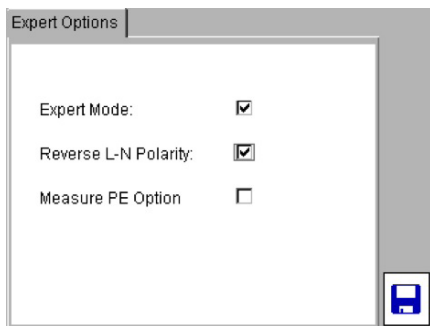 Expert Options
Expert Mode:
Reverse L-N Polarity:
Measure PE Option